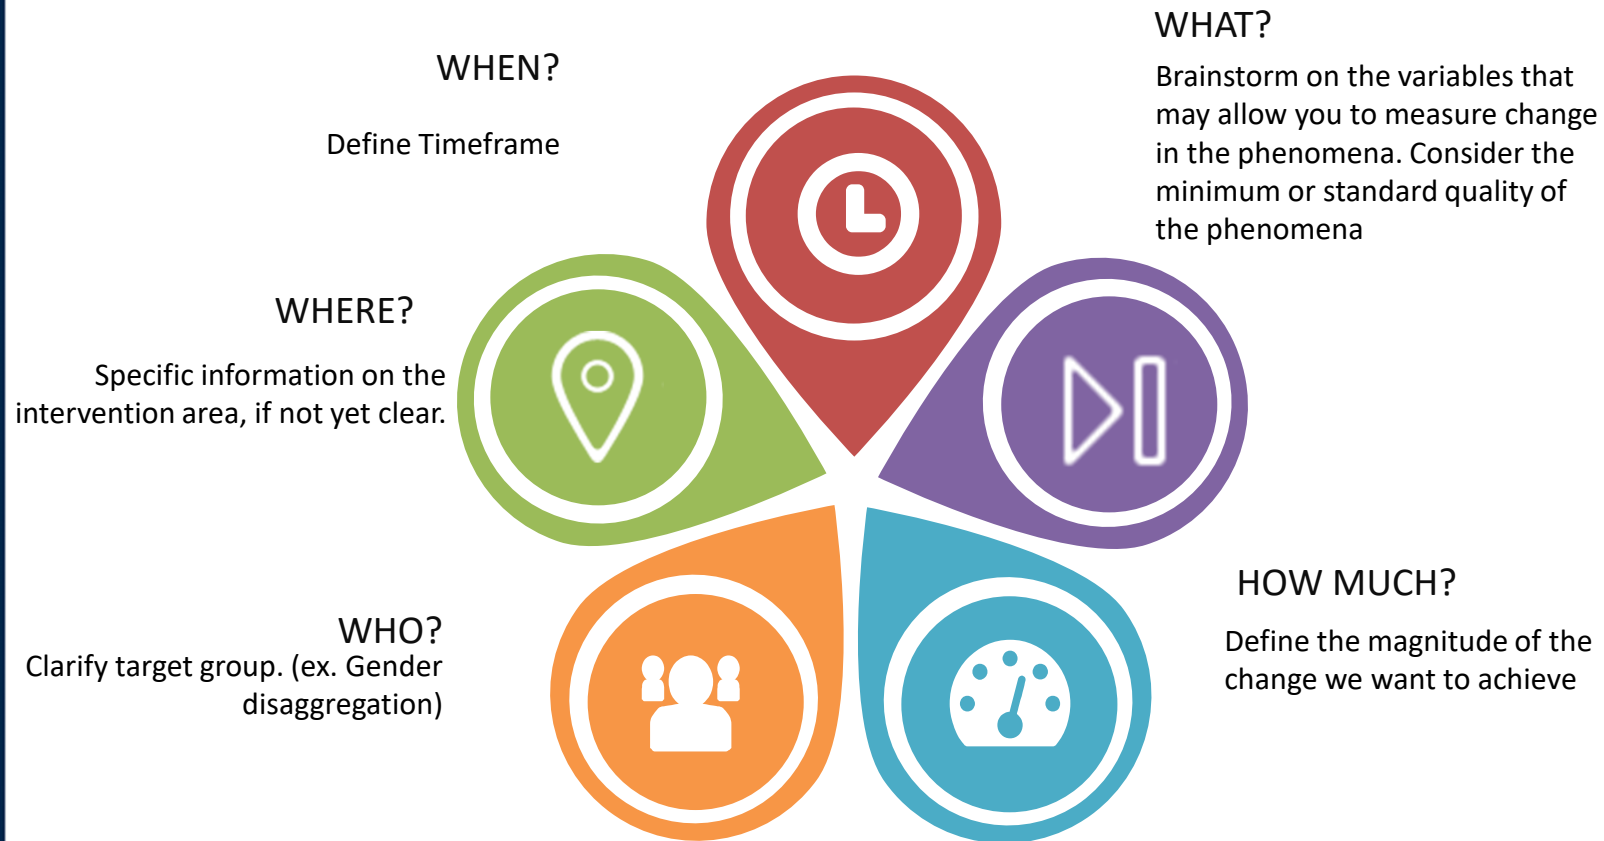 WHEN?
Define Timeframe
WHAT?
Brainstorm on the variables that
may allow you to measure change
in the phenomena. Consider the
minimum or standard quality of
the phenomena
WHERE?
Specific information on the
intervention area, if not yet clear.
HOW MUCH?
Define the magnitude of the
change we want to achieve
WHO?
Clarify target group. (ex. Gender
disaggregation)